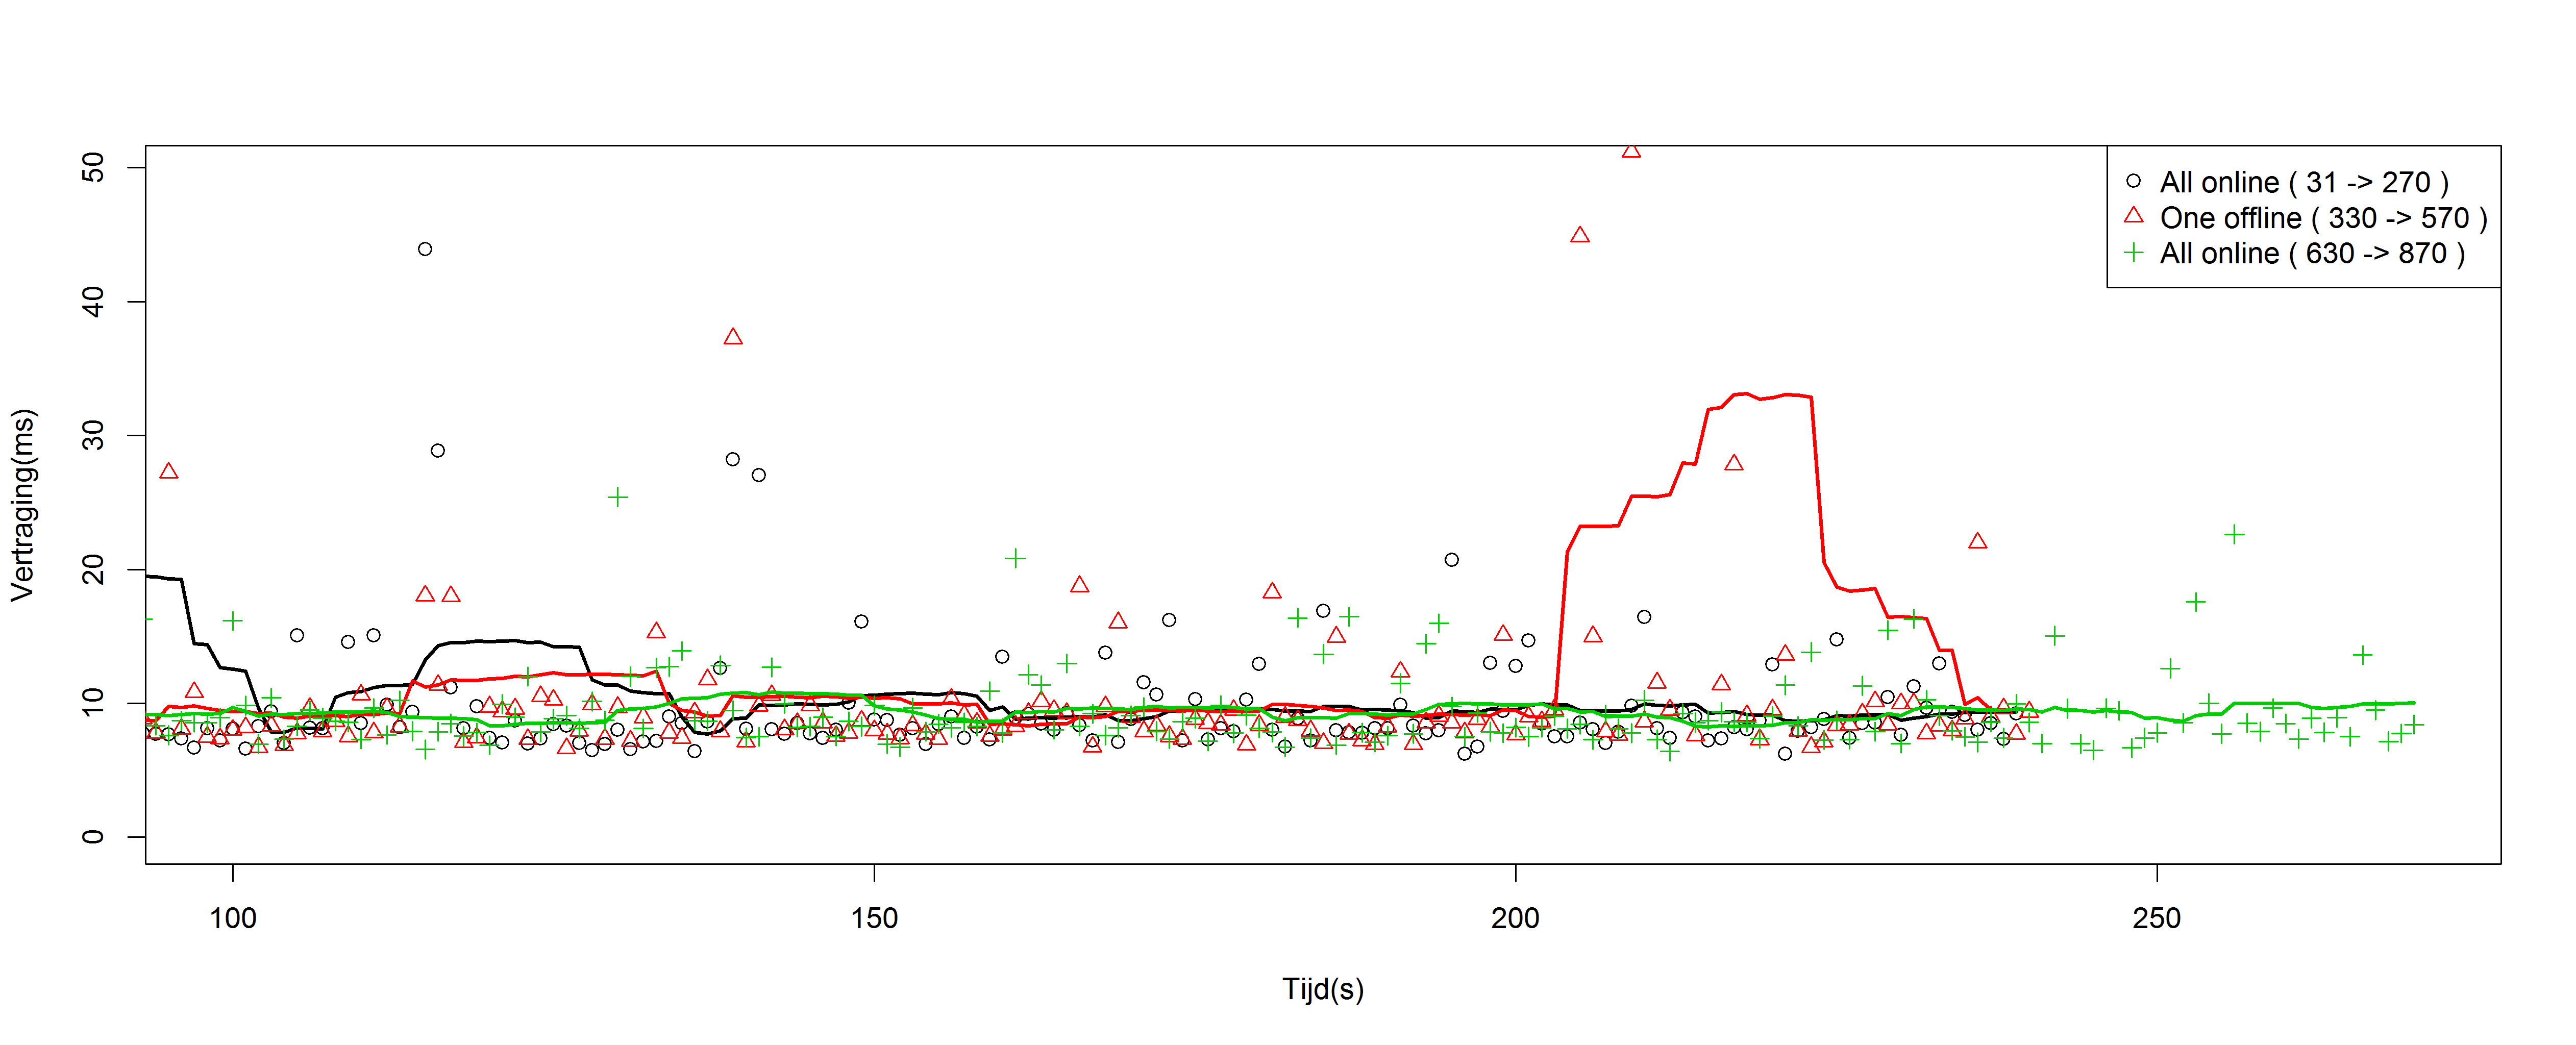 All online ( 31 -> 270 )
One offline ( 330 -> 570 )
All online ( 630 -> 870 )
Vertraging(ms)
50
40
30
20
10
0
100
150
200
250
Tijd(s)